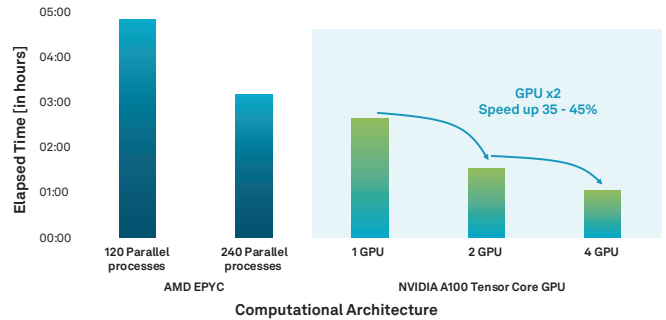 Elapsed Time [in hours]
05:00
04:00
03:00
02:00
01:00
00:00
GPU x2
Speed up 35 - 45%
120 Parallel
processes
240 Parallel
processes
1 GPU
2 GPU
4 GPU
AMD EPYC
NVIDIA A100 Tensor Core GPU
Computational Architecture